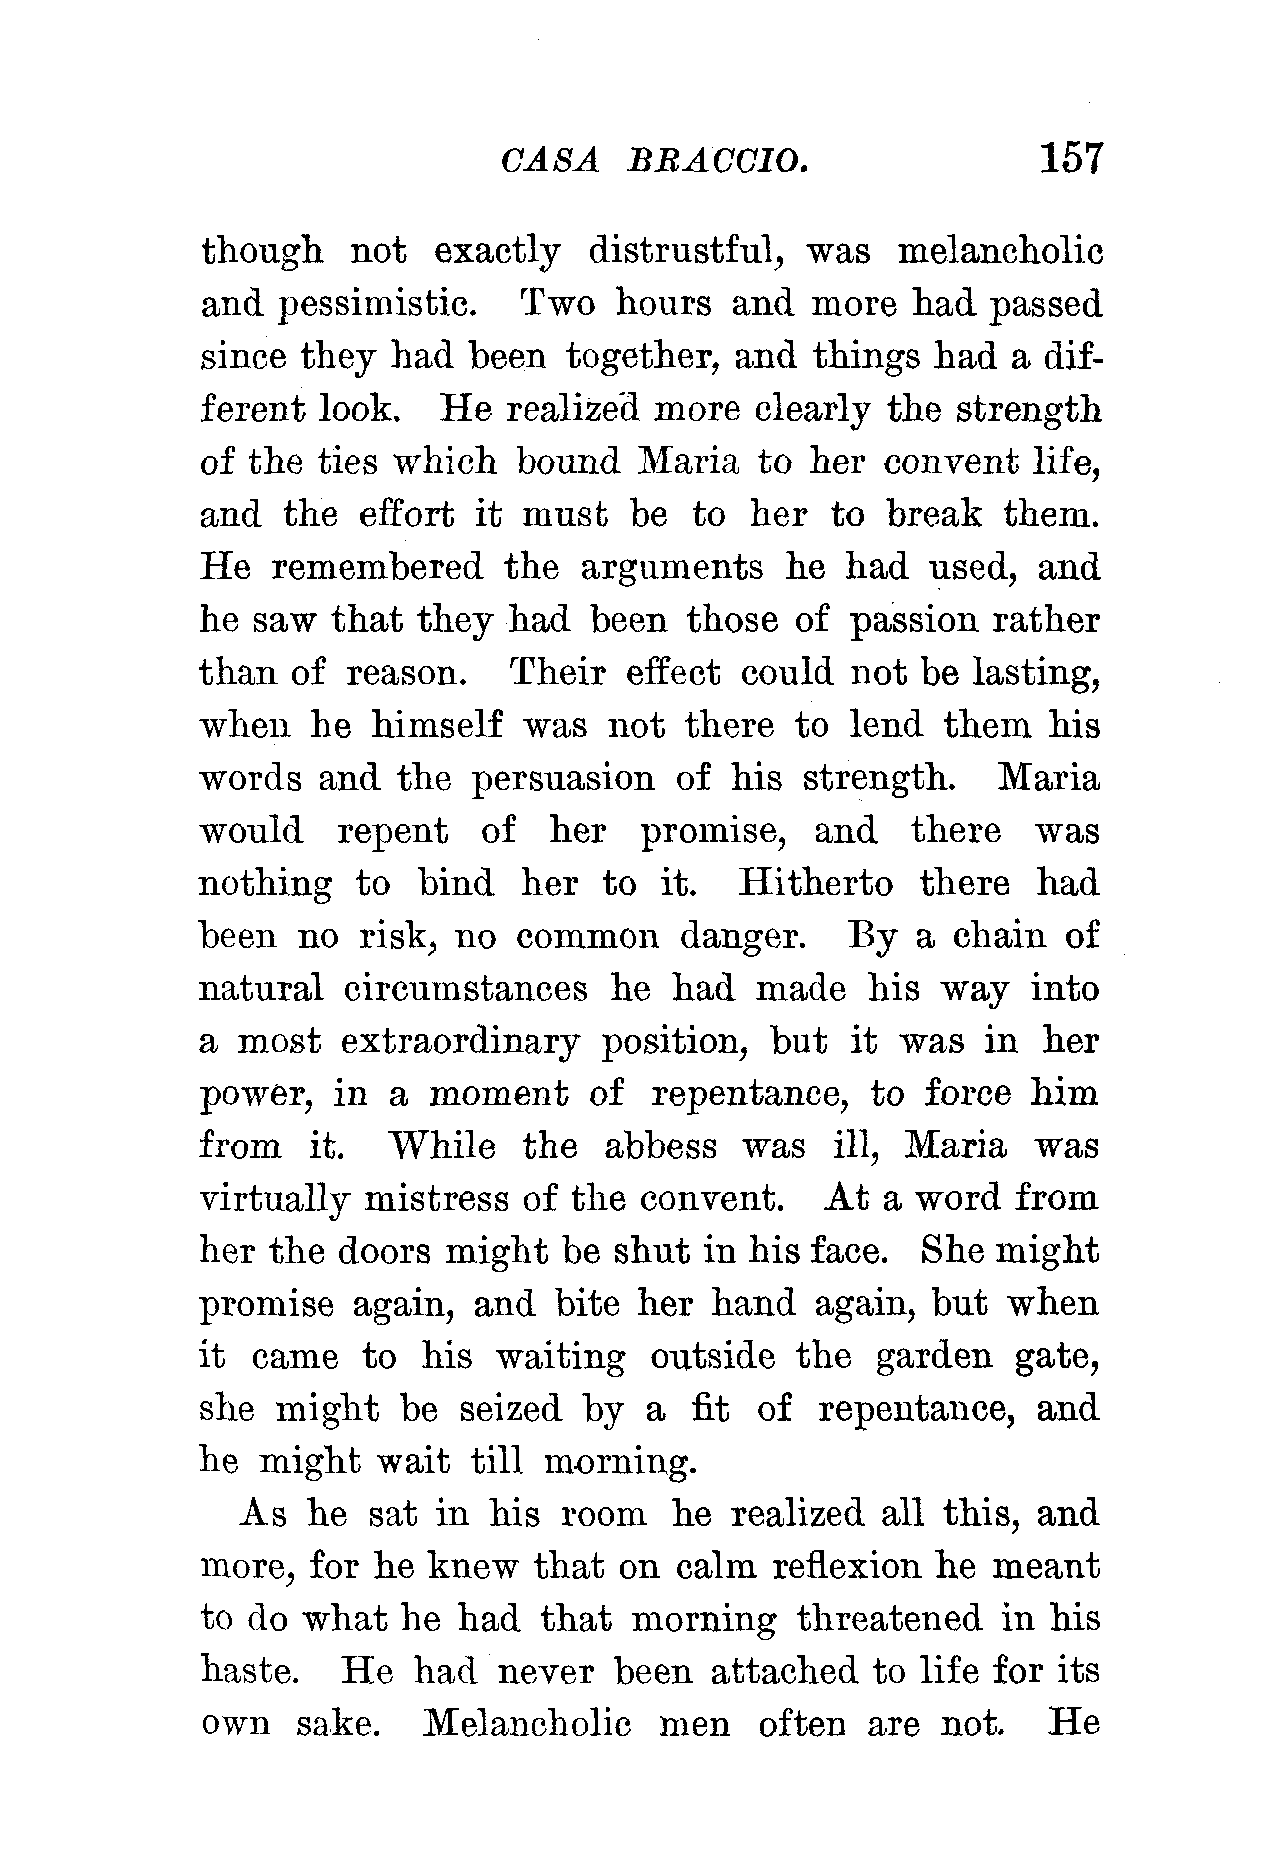 CASA BRACCIO. 157
though not exactly distrustful, was melancholic
and pessimistic. Two hours and more had passed
since they had been together, and things had a dif-
ferent look. He realized more clearly the strength
of the ties which bound Maria to her convent life,
and the effort it must be to her to break them.
He remembered the arguments he had used, and
he saw that they had been those of passion rather
than of reason. Their effect could not be lasting,
when he himself was not there to lend them his
words and the persuasion of his strength. Maria
would repent of her promise, and there was
nothing to bind her to it. Hitherto there had
been no risk, no common danger. By a chain of
natural circumstances he had made his way into
a most extraordinary position, but it was in her
power, in a moment of repentance, to force him
from it. While the abbess was ill, Maria was
virtually mistress of the convent. At a word from
her the doors might be shut in his face. She might
promise again, and bite her hand again, but when
it came to his waiting outside the garden gate,
she might be seized by a fit of repentance, and
he might wait till morning.
As he sat in his room he realized all this, and
more, for he knew that on calm reflexion he meant
to do what he had that morning threatened in his
haste. He had never been attached to life for its
own sake. Melancholic men often are not. He